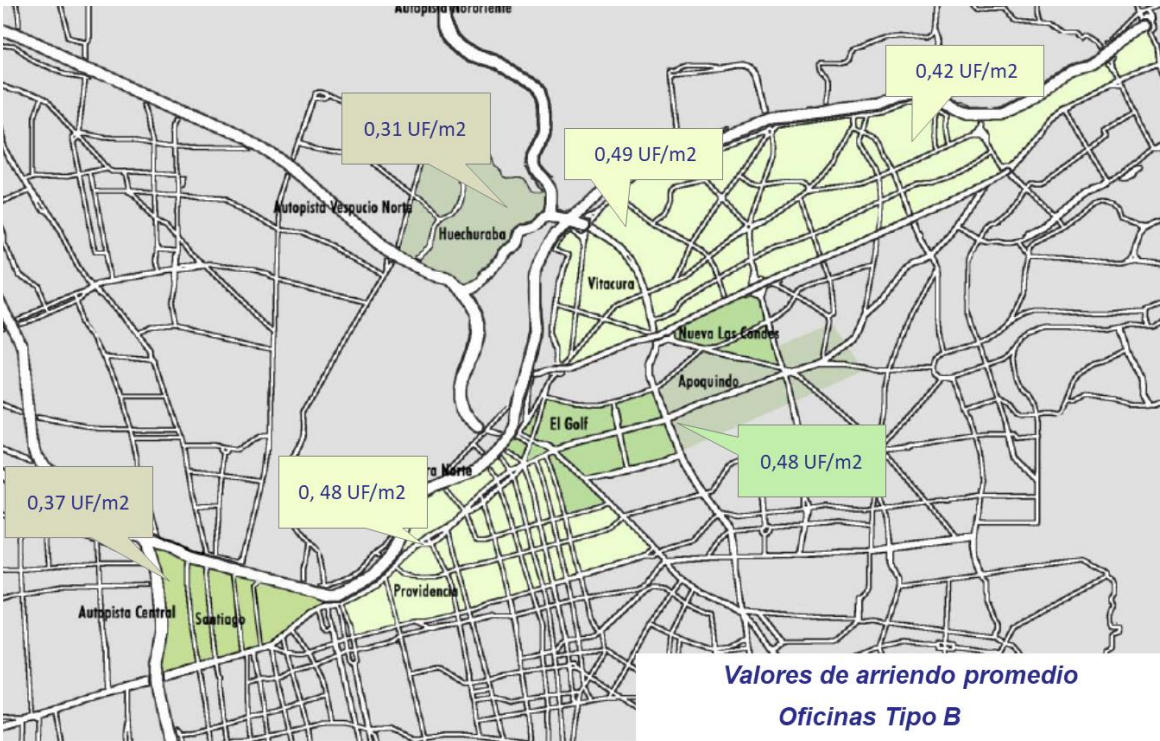 Autopista Nororiente
0,42 UF/m2
0,31 UF/m2
0,49 UF/m2
Autopista Vespucio Norte
Huechuraba
Vitacura
Nueva Las Condes
Apoquindo
El Golf
0,48 UF/m2
ra Norte
0, 48 UF/m2
0,37 UF/m2
Providencia
Autopista Central
Santiago
Valores de arriendo promedio
Oficinas Tipo B